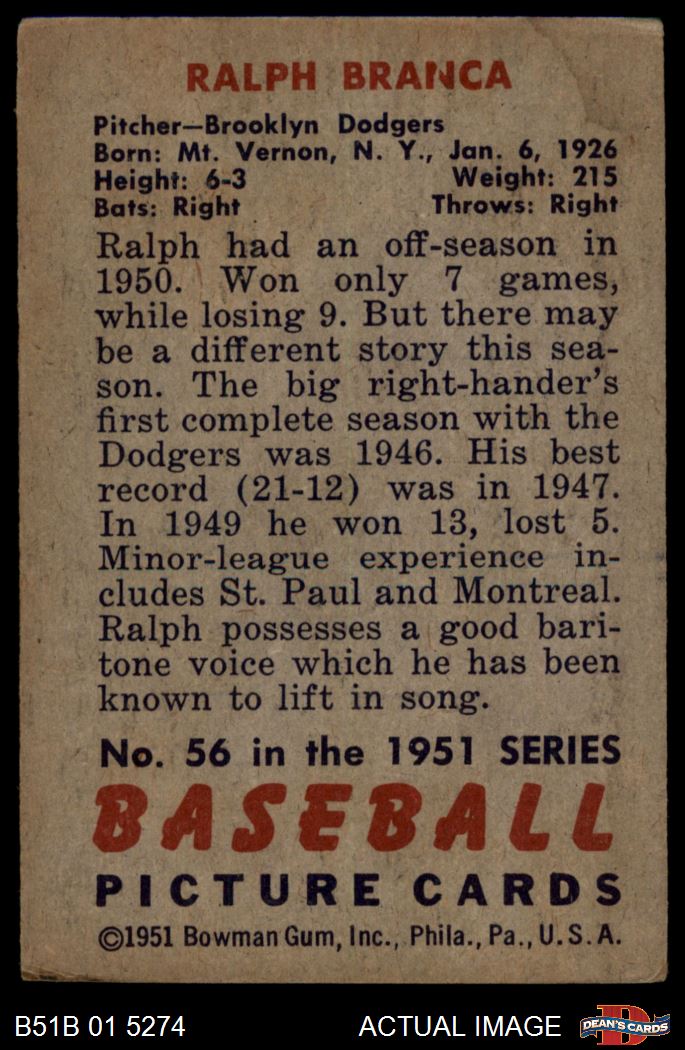 RALPH BRANCA
Pitcher—Brooklyn Dodgers
Born: Mt. Vernon, N. Y., Jan. 6, 1926
Height: 6-3 Weight: 215
Bats: Right Throws: Right
Ralph had an off-season in
1950. Won only 7 games,
while losing 9. But there may
be a different story this sea-
son. The big right-hander's
first complete season with the
Dodgers was 1946. His best
record (21-12) was in 1947.
In 1949 he won 13, lost 5.
Minor-league experience in-
cludes St. Paul and Montreal.
Ralph possesses a good bari-
tone voice which he has been
known to lift in song.
No. 56 in the 1951 SERIES
BASEBALL
PICTURE CARDS
©1951 Bowman Gum, Inc., Phila., Pa., U. S. A.
B51B 01 5274 ACTUAL IMAGE
D
DEAN'S CARDS